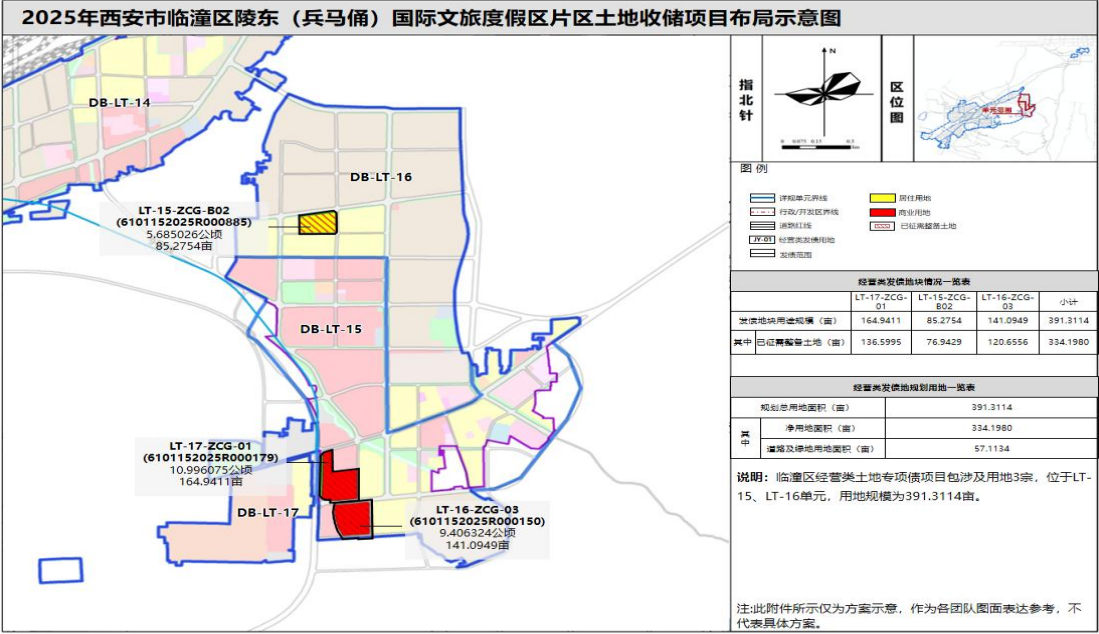 2025年西安市临潼区陵东（兵马俑）国际文旅度假区片区土地收储项目布局示意图
DB-LT-14
DB-LT-16
LT-15-ZCG-B02
(6101152025R000885)
5.685026公顷
85.2754亩
DB-LT-15
LT-17-ZCG-01
(6101152025R000179)
10.996075公顷
164.9411亩
DB-LT-17
LT-16-ZCG-03
(6101152025R000150)
9.406324公顷
141.0949亩
指北针
N
区位图
单元范围
图 例
详规单元界线
居住用地
行政/开发区界线
商业用地
道路红线
已征需整备土地
JY-01 经营类发债用地
发债范围
经营类发债地块情况一览表
LT-17-ZCG-01 LT-15-ZCG-B02 LT-16-ZCG-03 小计
发债地块用途规模（亩） 164.9411 85.2754 141.0949 391.3114
其中 已征需整备土地（亩） 136.5995 76.9429 120.6556 334.1980
经营类发债地规划用地一览表
规划总用地面积（亩） 391.3114
其中 净用地面积（亩） 334.1980
道路及绿地用地面积（亩） 57.1134
说明：临潼区经营类土地专项债项目包涉及用地3宗，位于LT-
15、LT-16单元，用地规模为391.3114亩。
注:此附件所示仅为方案示意，作为各团队图面表达参考，不
代表具体方案。